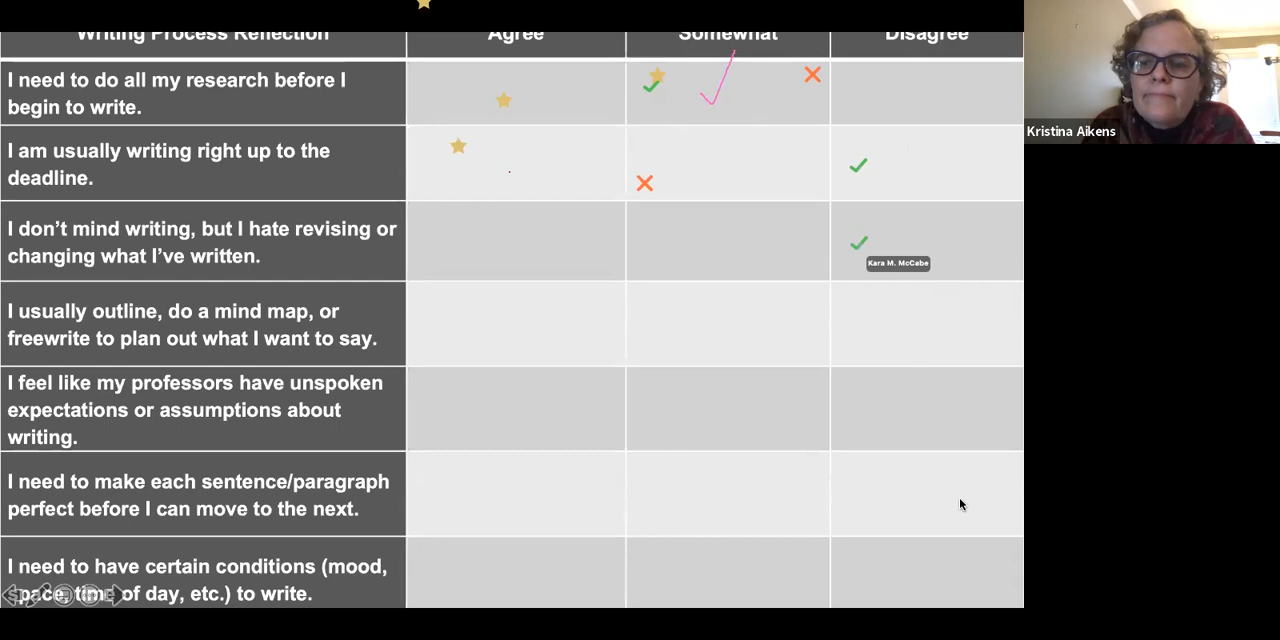 Writing Process Reflection
Agree
Somewhat
Disagree
I need to do all my research before I
begin to write.
I am usually writing right up to the
deadline.
I don’t mind writing, but I hate revising or
changing what I’ve written.
Kara M. McCabe
I usually outline, do a mind map, or
freewrite to plan out what I want to say.
I feel like my professors have unspoken
expectations or assumptions about
writing.
I need to make each sentence/paragraph
perfect before I can move to the next.
I need to have certain conditions (mood,
space, time of day, etc.) to write.
Kristina Aikens